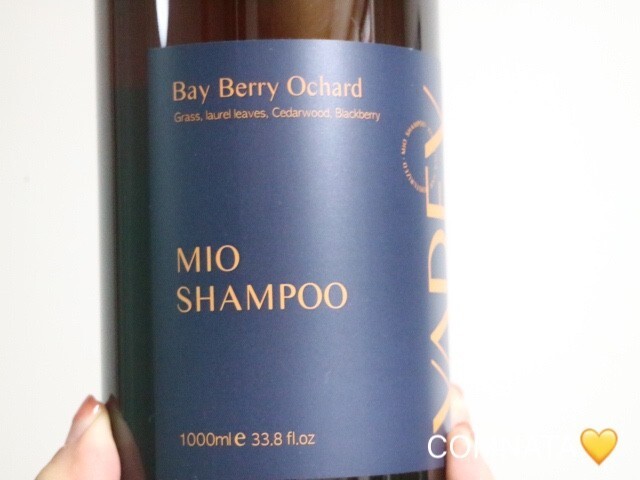 Bay Berry Ochard
Grass, laurel leaves, Cedarwood. Blackberry
MIO
SHAMPOO
1000ml e 33.8 fl.oz